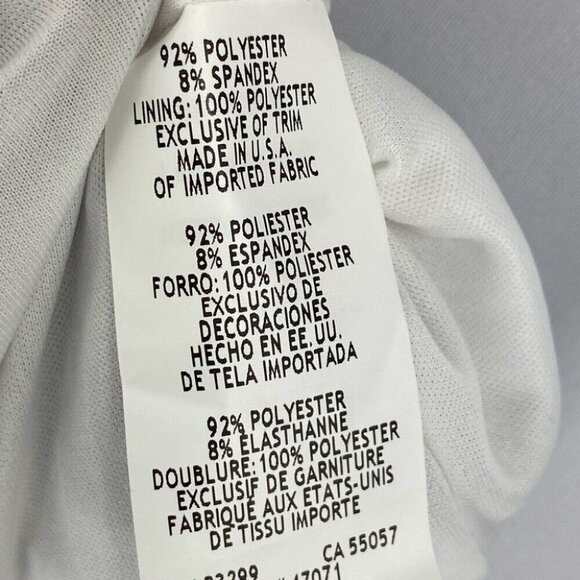 92% POLYESTER
8% SPANDEX
LINING: 100% POLYESTER
EXCLUSIVE OF TRIM
MADE IN U.S.A.
OF IMPORTED FABRIC
92% POLIESTER
8% ESPANDEX
FORRO: 100% POLIESTER
EXCLUSIVO DE
DECORACIONES
HECHO EN EE.UU.
DE TELA IMPORTADA
92% POLYESTER
8% ÉLASTHANNE
DOUBLURE: 100% POLYESTER
EXCLUSIF DE GARNITURE
FABRIQUÉ AUX ETATS-UNIS
DE TISSU IMPORTE
CA 55057